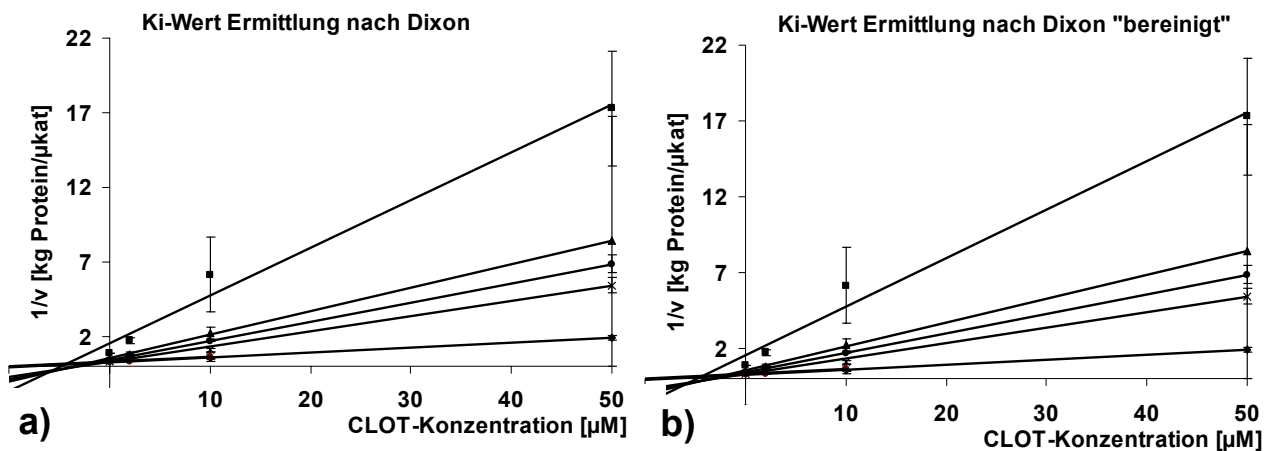 Ki-Wert Ermittlung nach Dixon
22
17
12
7
2
1/v [kg Protein/µkat]
10
20
30
40
50
CLOT-Konzentration [µM]
a)
Ki-Wert Ermittlung nach Dixon "bereinigt"
22
17
12
7
2
1/v [kg Protein/µkat]
10
20
30
40
50
CLOT-Konzentration [µM]
b)